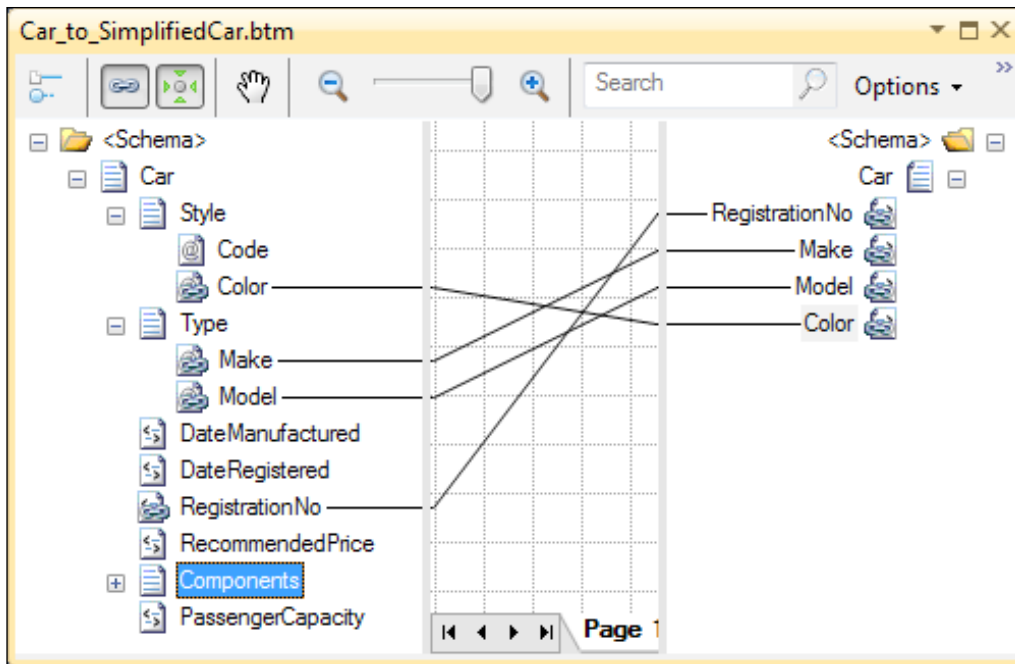 Car_to_SimplifiedCar.btm
Search
Options
<Schema>
Car
Style
Code
Color
Type
Make
Model
DateManufactured
DateRegistered
RegistrationNo
RecommendedPrice
Components
PassengerCapacity
Page 1
<Schema>
Car
RegistrationNo
Make
Model
Color